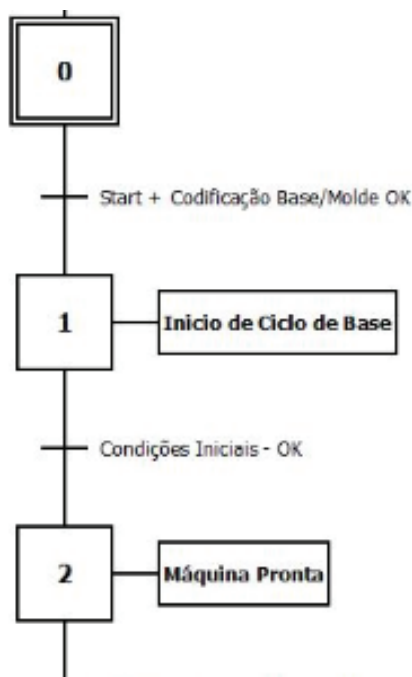 0
Start + Codificação Base/Molde OK
1
Inicio de Ciclo de Base
Condições Iniciais - OK
2
Máquina Pronta